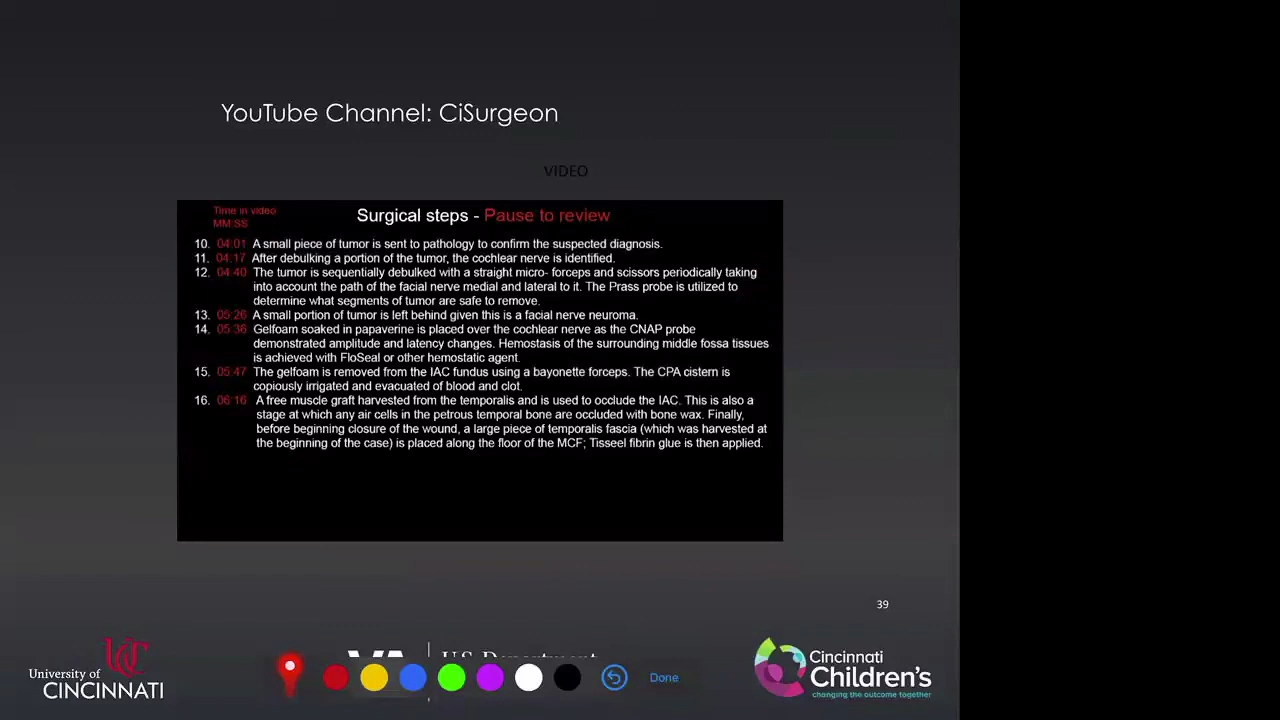 YouTube Channel: CiSurgeon
VIDEO
Time in video
MM:SS
Surgical steps - Pause to review
10. 04:01 A small piece of tumor is sent to pathology to confirm the suspected diagnosis.
11. 04:17 After debulking a portion of the tumor, the cochlear nerve is identified.
12. 04:40 The tumor is sequentially debulked with a straight micro- forceps and scissors periodically taking
into account the path of the facial nerve medial and lateral to it. The Prass probe is utilized to
determine what segments of tumor are safe to remove.
13. 05:26 A small portion of tumor is left behind given this is a facial nerve neuroma.
14. 05:36 Gelfoam soaked in papaverine is placed over the cochlear nerve as the CNAP probe
demonstrated amplitude and latency changes. Hemostasis of the surrounding middle fossa tissues
is achieved with FloSeal or other hemostatic agent.
15. 05:47 The gelfoam is removed from the IAC fundus using a bayonette forceps. The CPA cistern is
copiously irrigated and evacuated of blood and clot.
16. 06:16 A free muscle graft harvested from the temporalis and is used to occlude the IAC. This is also a
stage at which any air cells in the petrous temporal bone are occluded with bone wax. Finally,
before beginning closure of the wound, a large piece of temporalis fascia (which was harvested at
the beginning of the case) is placed along the floor of the MCF; Tisseel fibrin glue is then applied.
39
University of
CINCINNATI
VA
U.S. Department
Done
Cincinnati
Children's
changing the outcome together